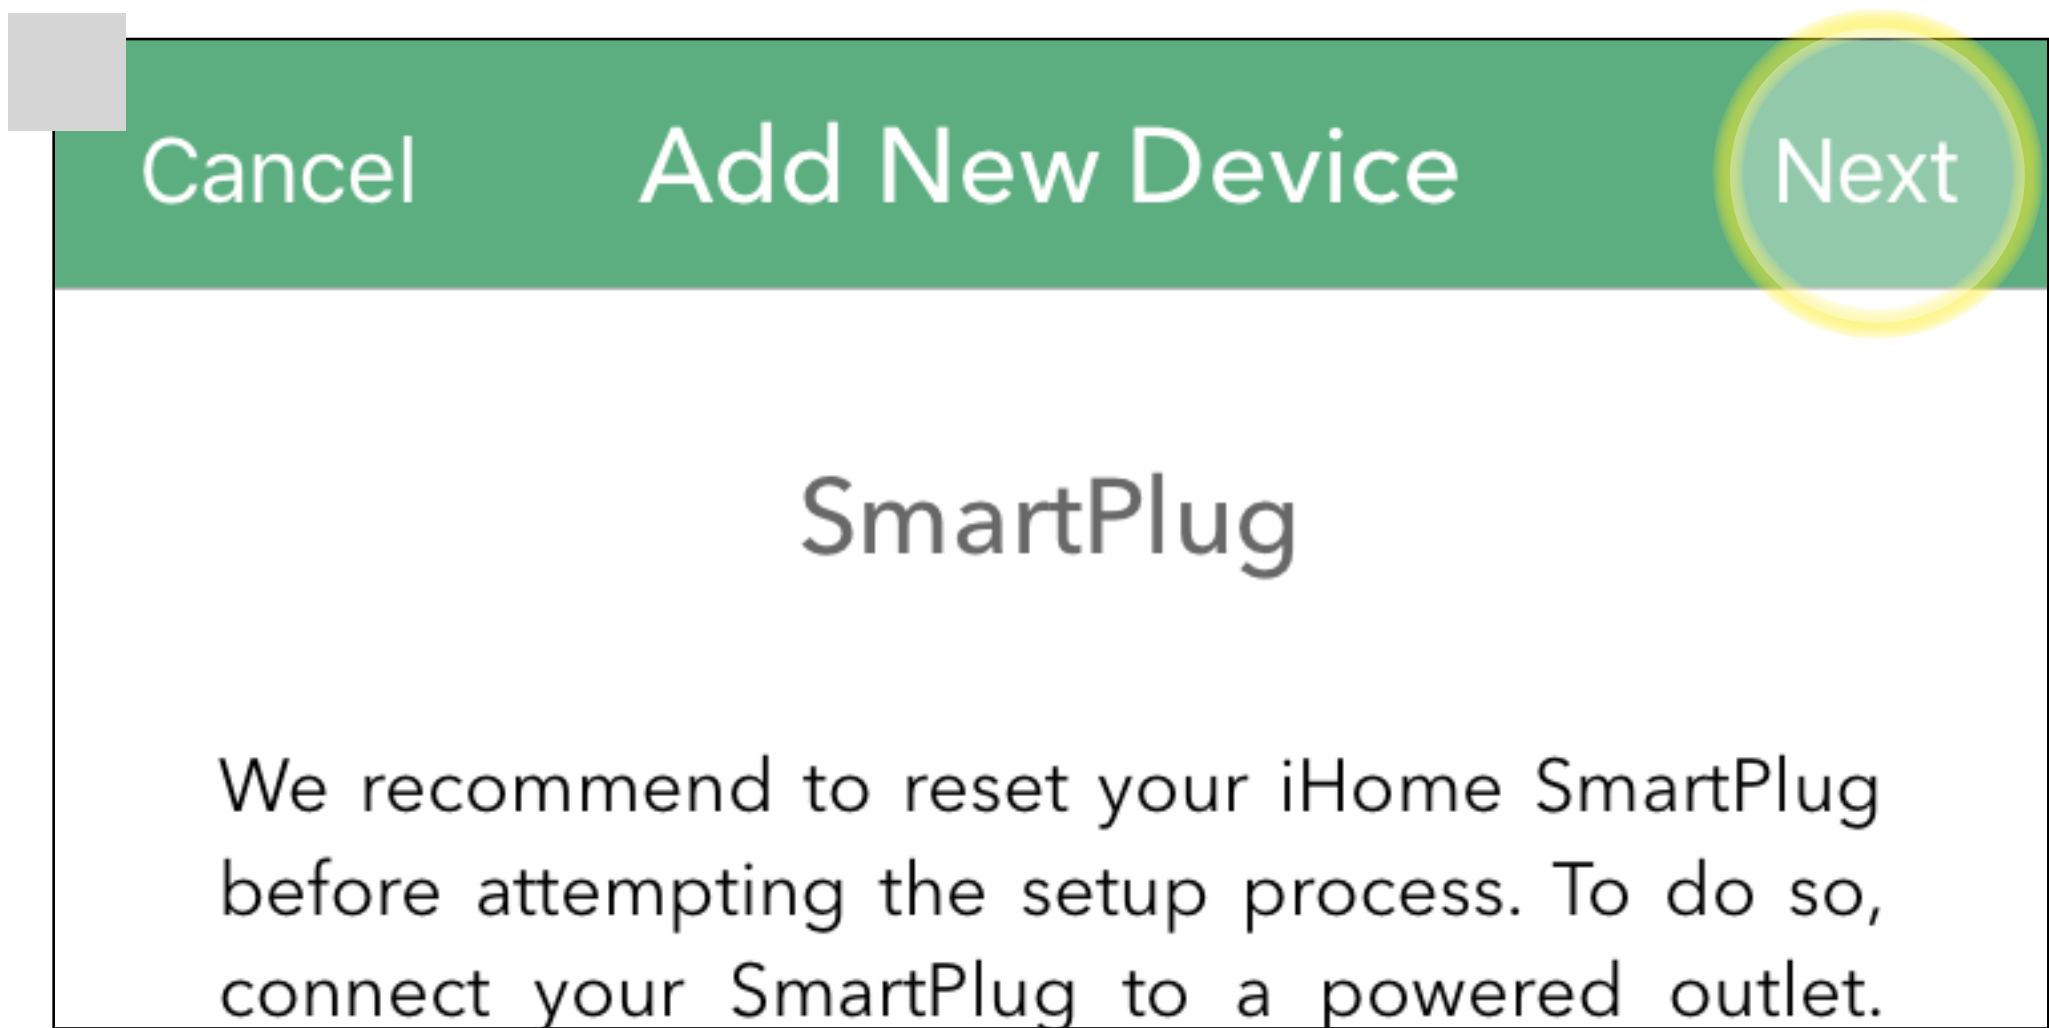 Cancel Add New Device Next
SmartPlug
We recommend to reset your iHome SmartPlug
before attempting the setup process. To do so,
connect your SmartPlug to a powered outlet.